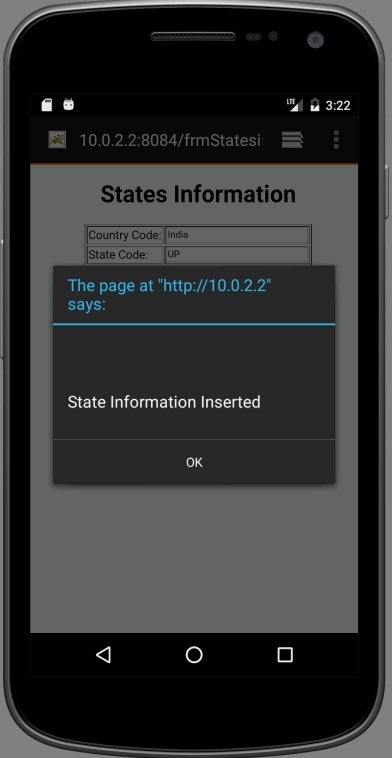 LTE 3:22
10.0.2.2:8084/frmStatesi
States Information
Country Code: India
State Code: UP
The page at "http://10.0.2.2"
says:
State Information Inserted
OK